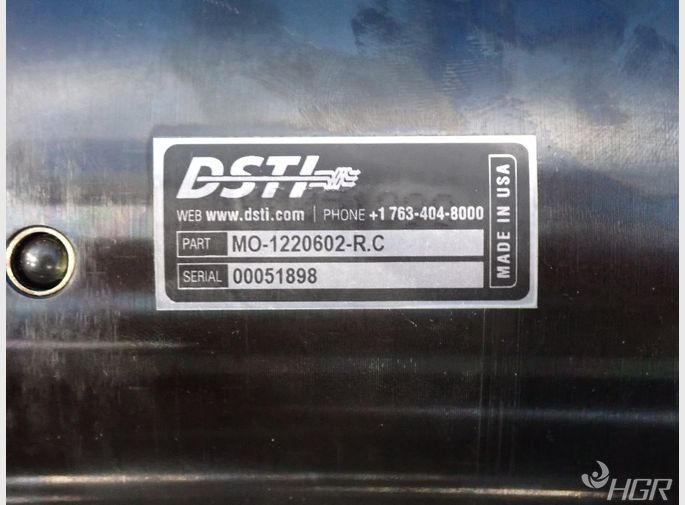 DSTI
WEB www.dsti.com | PHONE +1 763-404-8000
PART MO-1220602-R.C
SERIAL 00051898
MADE IN USA
HGR